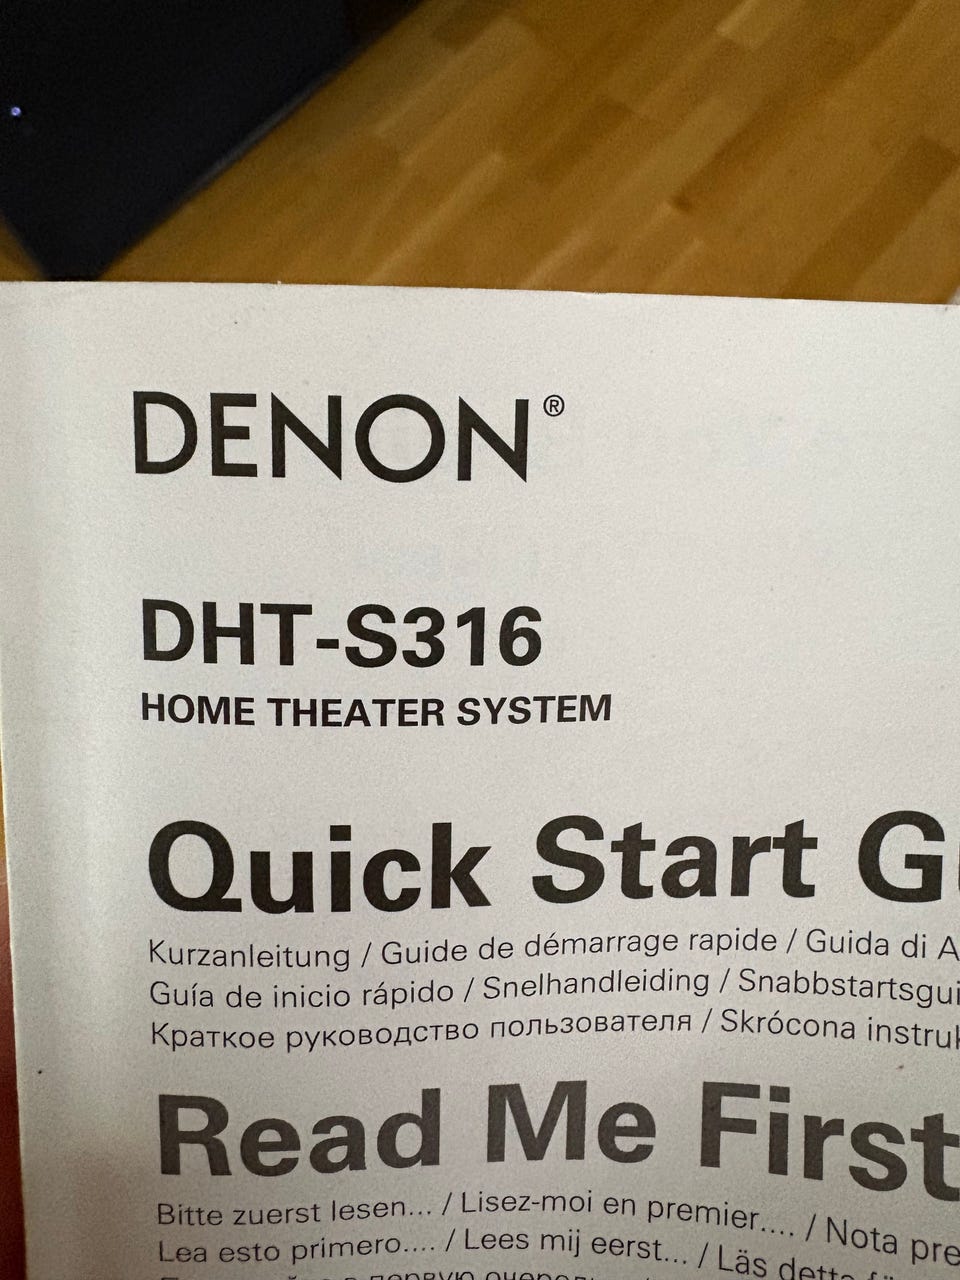 DENON®
DHT-S316
HOME THEATER SYSTEM
Quick Start
Kurzanleitung / Guide de démarrage rapide / Guida di
Guía de inicio rápido / Snelhandleiding /
Краткое руководство пользователя / Skrócona
Read Me First
Bitte zuerst lesen... / Lisez-moi en premier.... / Nota
Lea esto primero.... / Lees mij eerst... / Läs detta